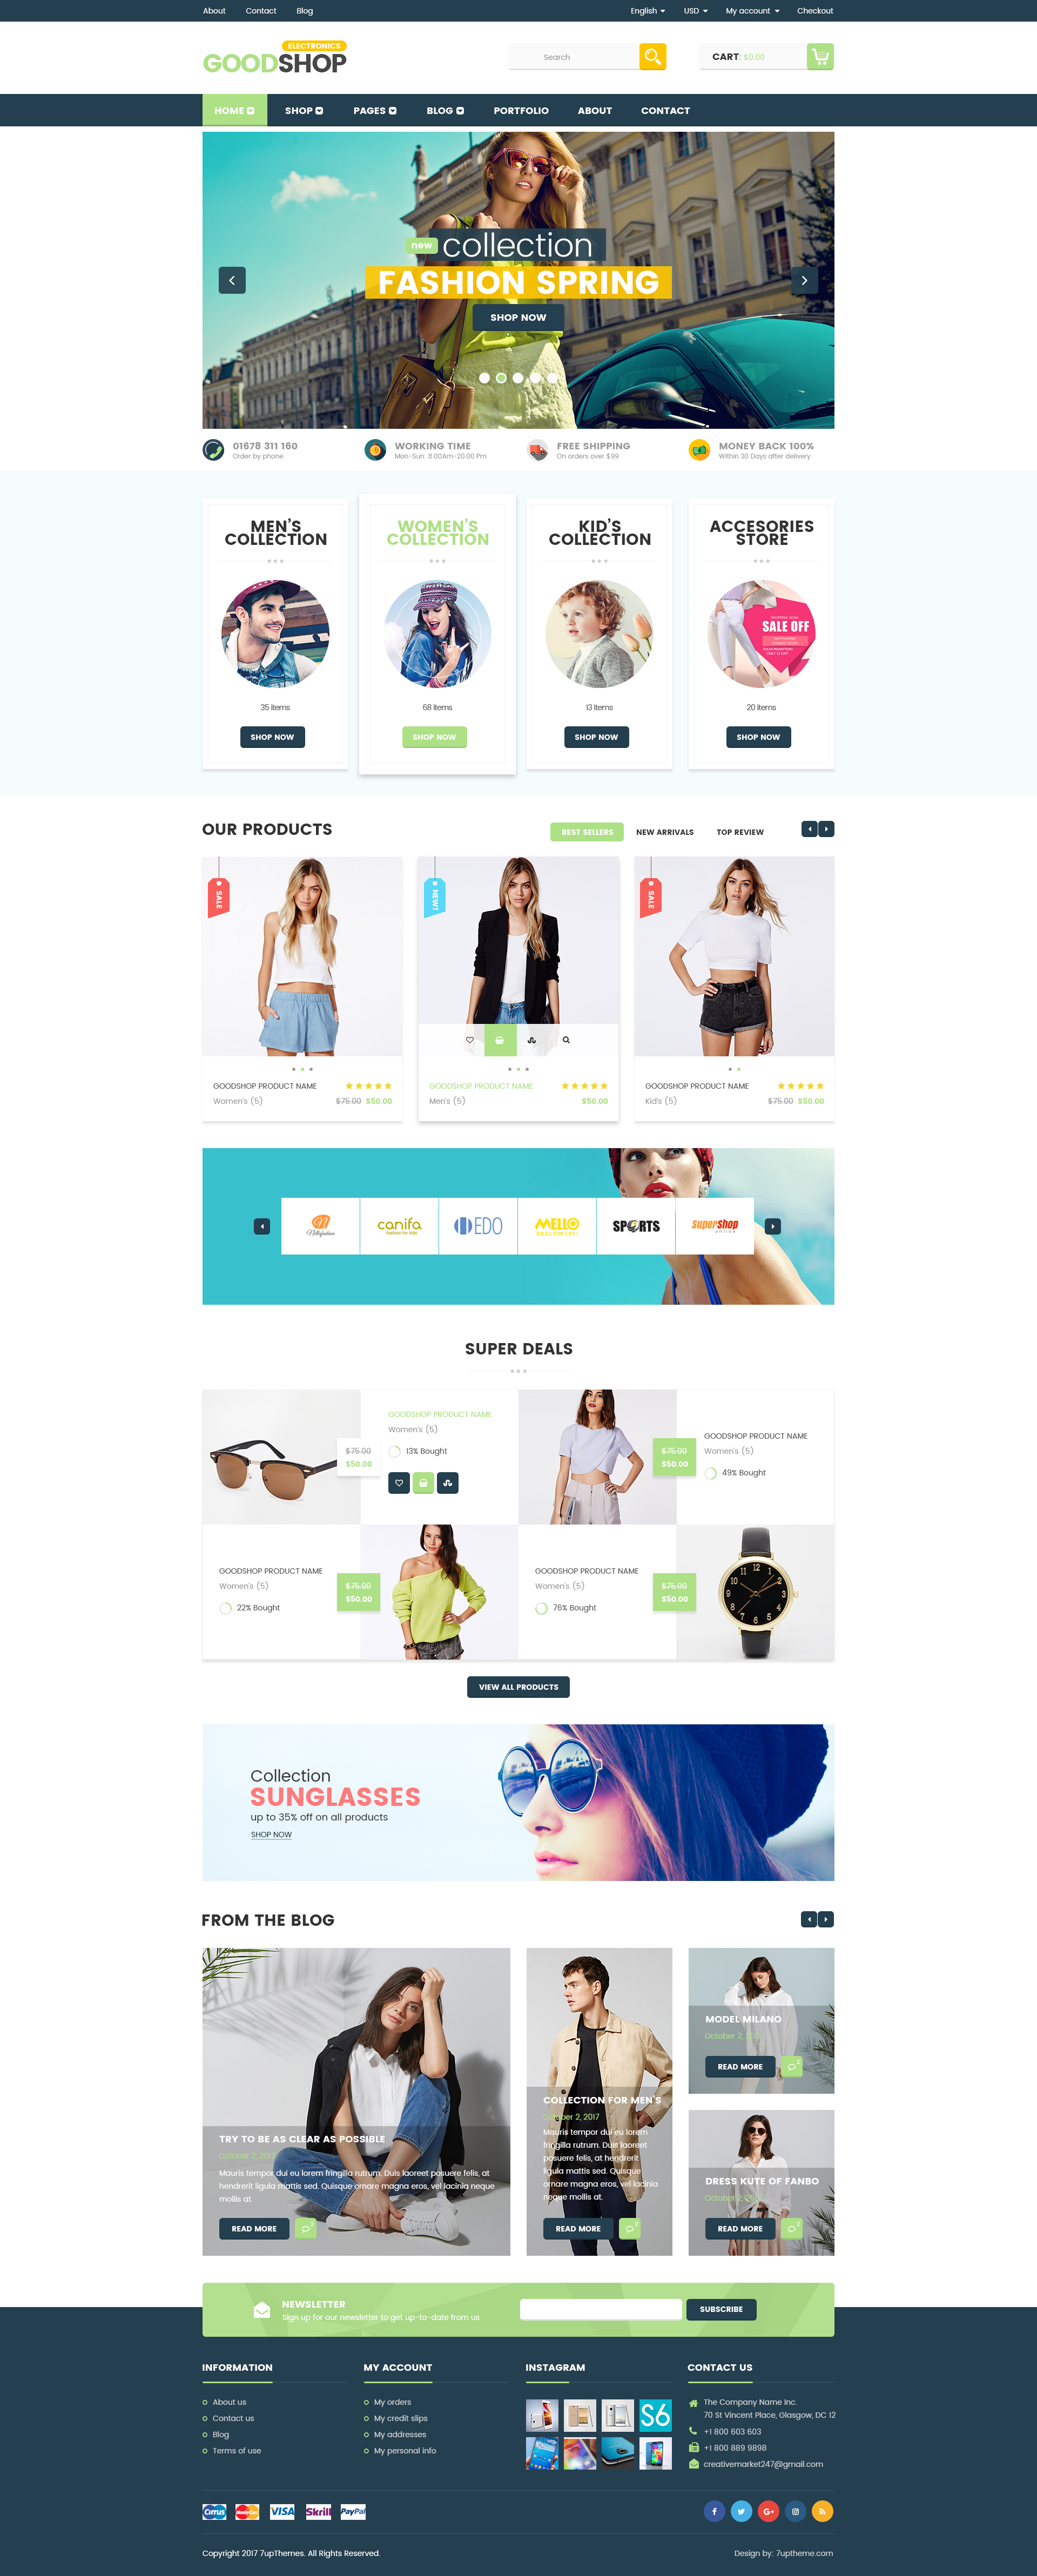 About Contact Blog English USD My account Checkout
ELECTRONICS
GOODSHOP
Search
CART: $0.00
HOME SHOP PAGES BLOG PORTFOLIO ABOUT CONTACT
new collection
FASHION SPRING
SHOP NOW
01678 311 160
Order by phone
WORKING TIME
Mon-Sun: 8.00Am-20.00 Pm
FREE SHIPPING
On orders over $99
MONEY BACK 100%
Within 30 Days after delivery
MEN'S
COLLECTION
35 items
SHOP NOW
WOMEN'S
COLLECTION
68 items
SHOP NOW
KID'S
COLLECTION
13 items
SHOP NOW
ACCESORIES
STORE
SALE OFF
20 items
SHOP NOW
OUR PRODUCTS
BEST SELLERS NEW ARRIVALS TOP REVIEW
SALE
GOODSHOP PRODUCT NAME
Women's (5) $75.00 $50.00
NEW!
GOODSHOP PRODUCT NAME
Men's (5) $50.00
SALE
GOODSHOP PRODUCT NAME
Kid's (5) $75.00 $50.00
canifa
fashion for kids
EDO
MELLO
SPORTS
supershop
online
SUPER DEALS
$75.00
$50.00
GOODSHOP PRODUCT NAME
Women's (5)
13% Bought
$75.00
$50.00
GOODSHOP PRODUCT NAME
Women's (5)
49% Bought
GOODSHOP PRODUCT NAME
Women's (5)
22% Bought
$75.00
$50.00
GOODSHOP PRODUCT NAME
Women's (5)
76% Bought
$75.00
$50.00
VIEW ALL PRODUCTS
Collection
SUNGLASSES
up to 35% off on all products
SHOP NOW
FROM THE BLOG
TRY TO BE AS CLEAR AS POSSIBLE
October 2, 2017
Mauris tempor dui eu lorem fringilla rutrum. Duis laoreet posuere felis, at
hendrerit ligula mattis sed. Quisque ornare magna eros, vel lacinia neque
mollis at.
READ MORE
COLLECTION FOR MEN'S
October 2, 2017
Mauris tempor dui eu lorem
fringilla rutrum. Duis laoreet
posuere felis, at hendrerit
ligula mattis sed. Quisque
ornare magna eros, vel lacinia
neque mollis at.
READ MORE
MODEL MILANO
October 2, 2017
READ MORE
DRESS KUTE OF FANBO
October 2, 2017
READ MORE
NEWSLETTER
Sign up for our newsletter to get up-to-date from us
SUBSCRIBE
INFORMATION
About us
Contact us
Blog
Terms of use
MY ACCOUNT
My orders
My credit slips
My addresses
My personal info
INSTAGRAM
S6
CONTACT US
The Company Name Inc.
70 St Vincent Place, Glasgow, DC 12
+1 800 603 603
+1 800 889 9898
creativemarket247@gmail.com
Cirrus MasterCard VISA Skrill PayPal
Copyright 2017 7upThemes. All Rights Reserved.
Design by: 7uptheme.com